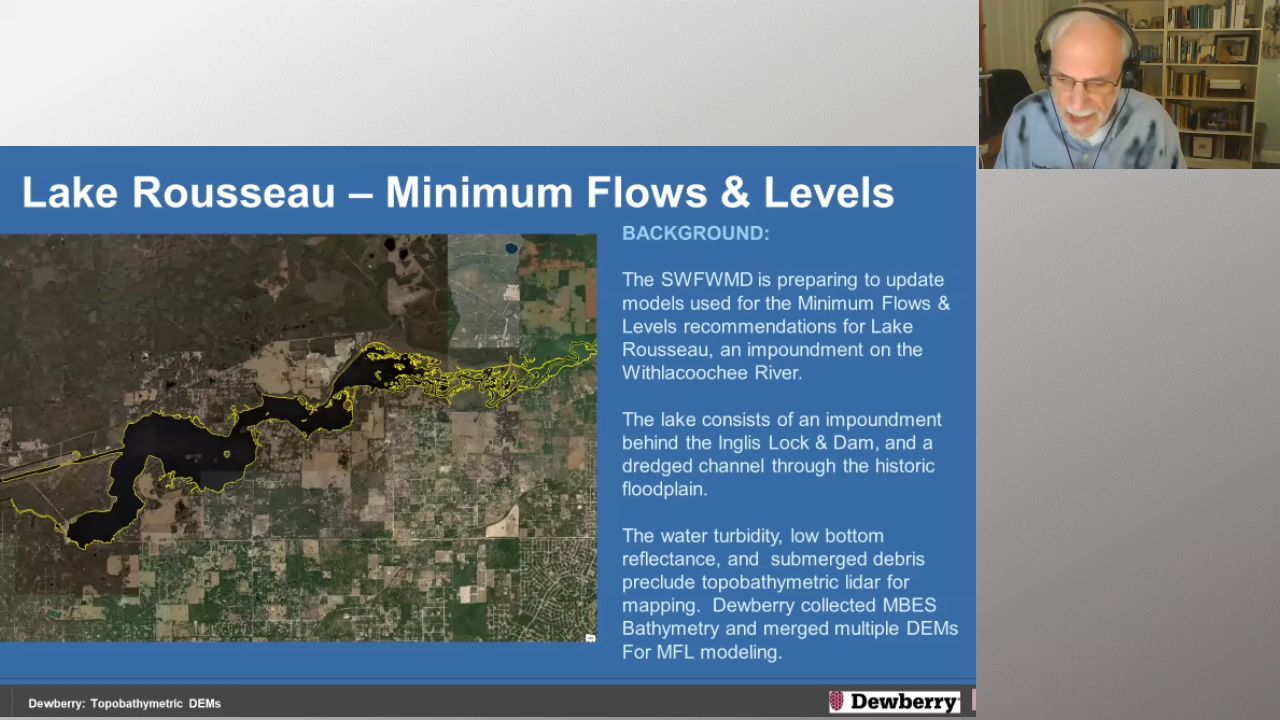 Lake Rousseau – Minimum Flows & Levels
BACKGROUND:
The SWFWMD is preparing to update
models used for the Minimum Flows &
Levels recommendations for Lake
Rousseau, an impoundment on the
Withlacoochee River.
The lake consists of an impoundment
behind the Inglis Lock & Dam, and a
dredged channel through the historic
floodplain.
The water turbidity, low bottom
reflectance, and submerged debris
preclude topobathymetric lidar for
mapping. Dewberry collected MBES
Bathymetry and merged multiple DEMs
For MFL modeling.
Dewberry: Topobathymetric DEMs
Dewberry